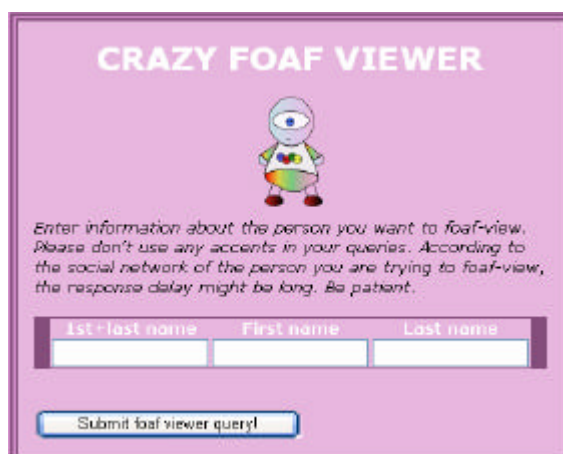 CRAZY FOAF VIEWER
Enter information about the person you want to foaf-view.
Please don't use any accents in your queries. According to
the social network of the person you are trying to foaf-view,
the response delay might be long. Be patient.
1st+last name First name Last name
Submit foaf viewer query!